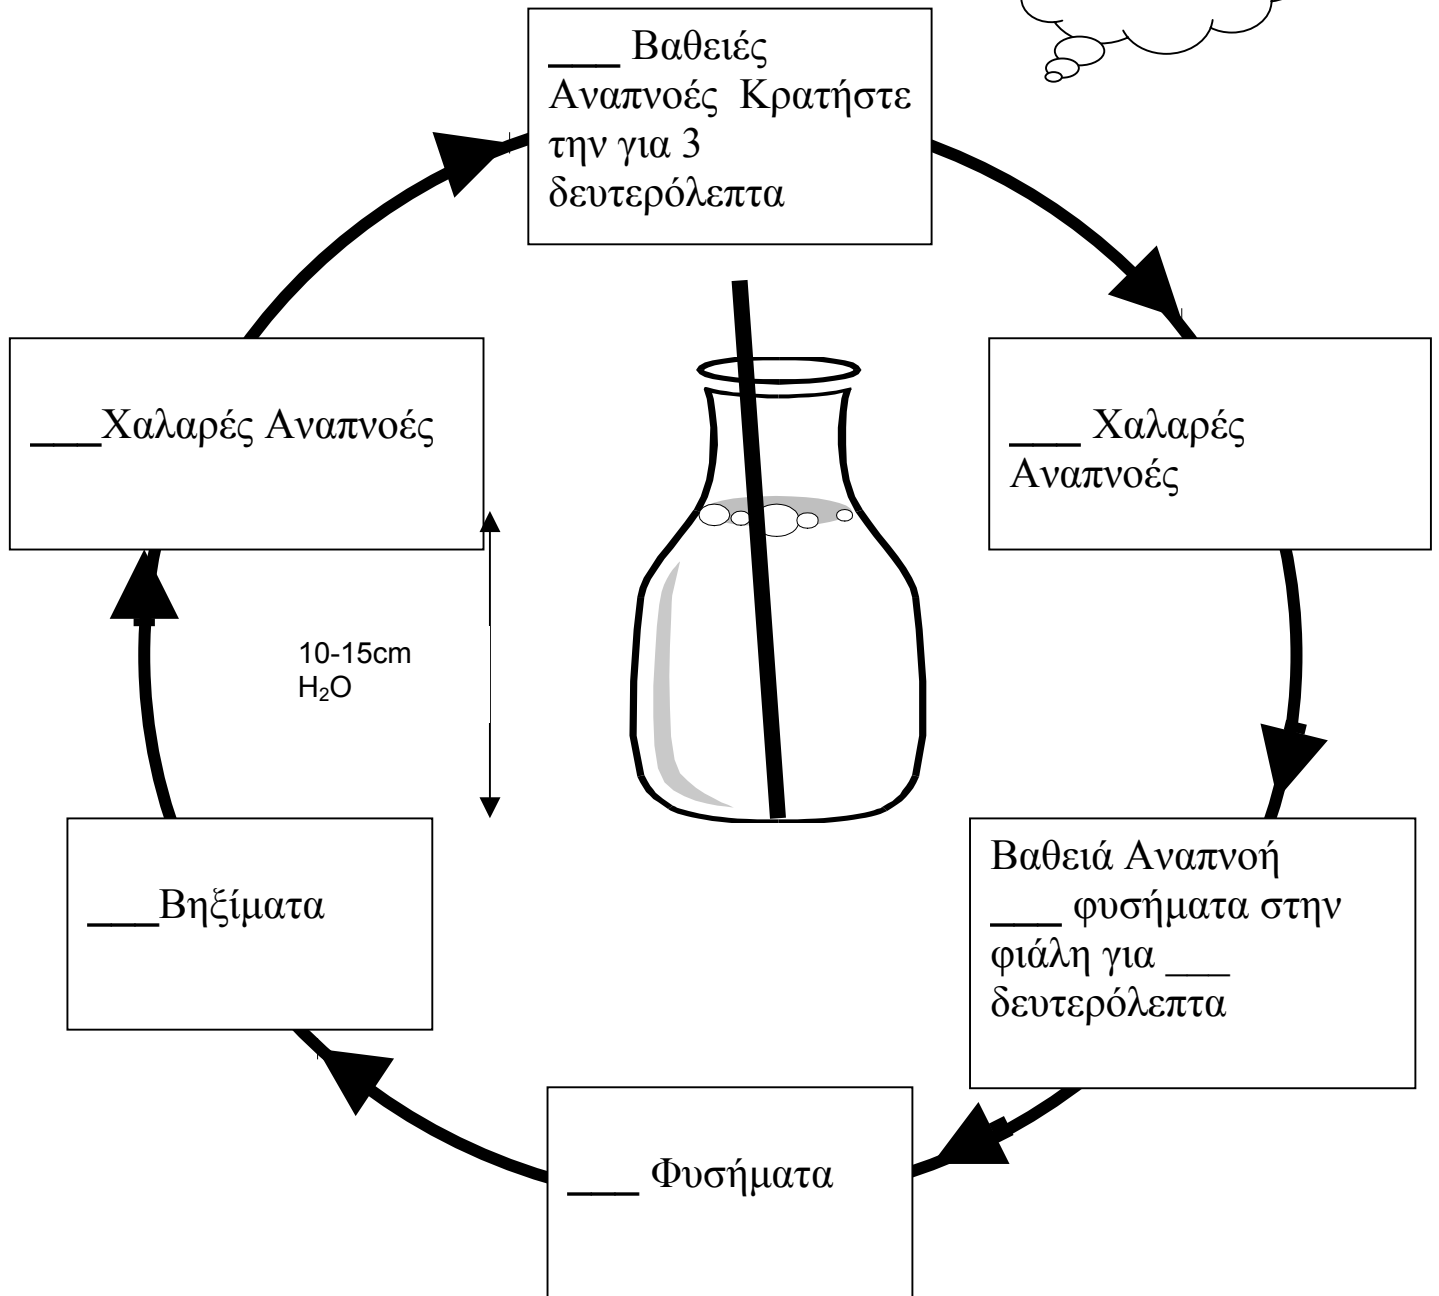 ___ Βαθειές
Αναπνοές Κρατήστε
την για 3
δευτερόλεπτα
___Χαλαρές Αναπνοές
___ Χαλαρές
Αναπνοές
10-15cm
H₂O
___Βηξίματα
Βαθειά Αναπνοή
___ φυσήματα στην
φιάλη για ___
δευτερόλεπτα
___ Φυσήματα